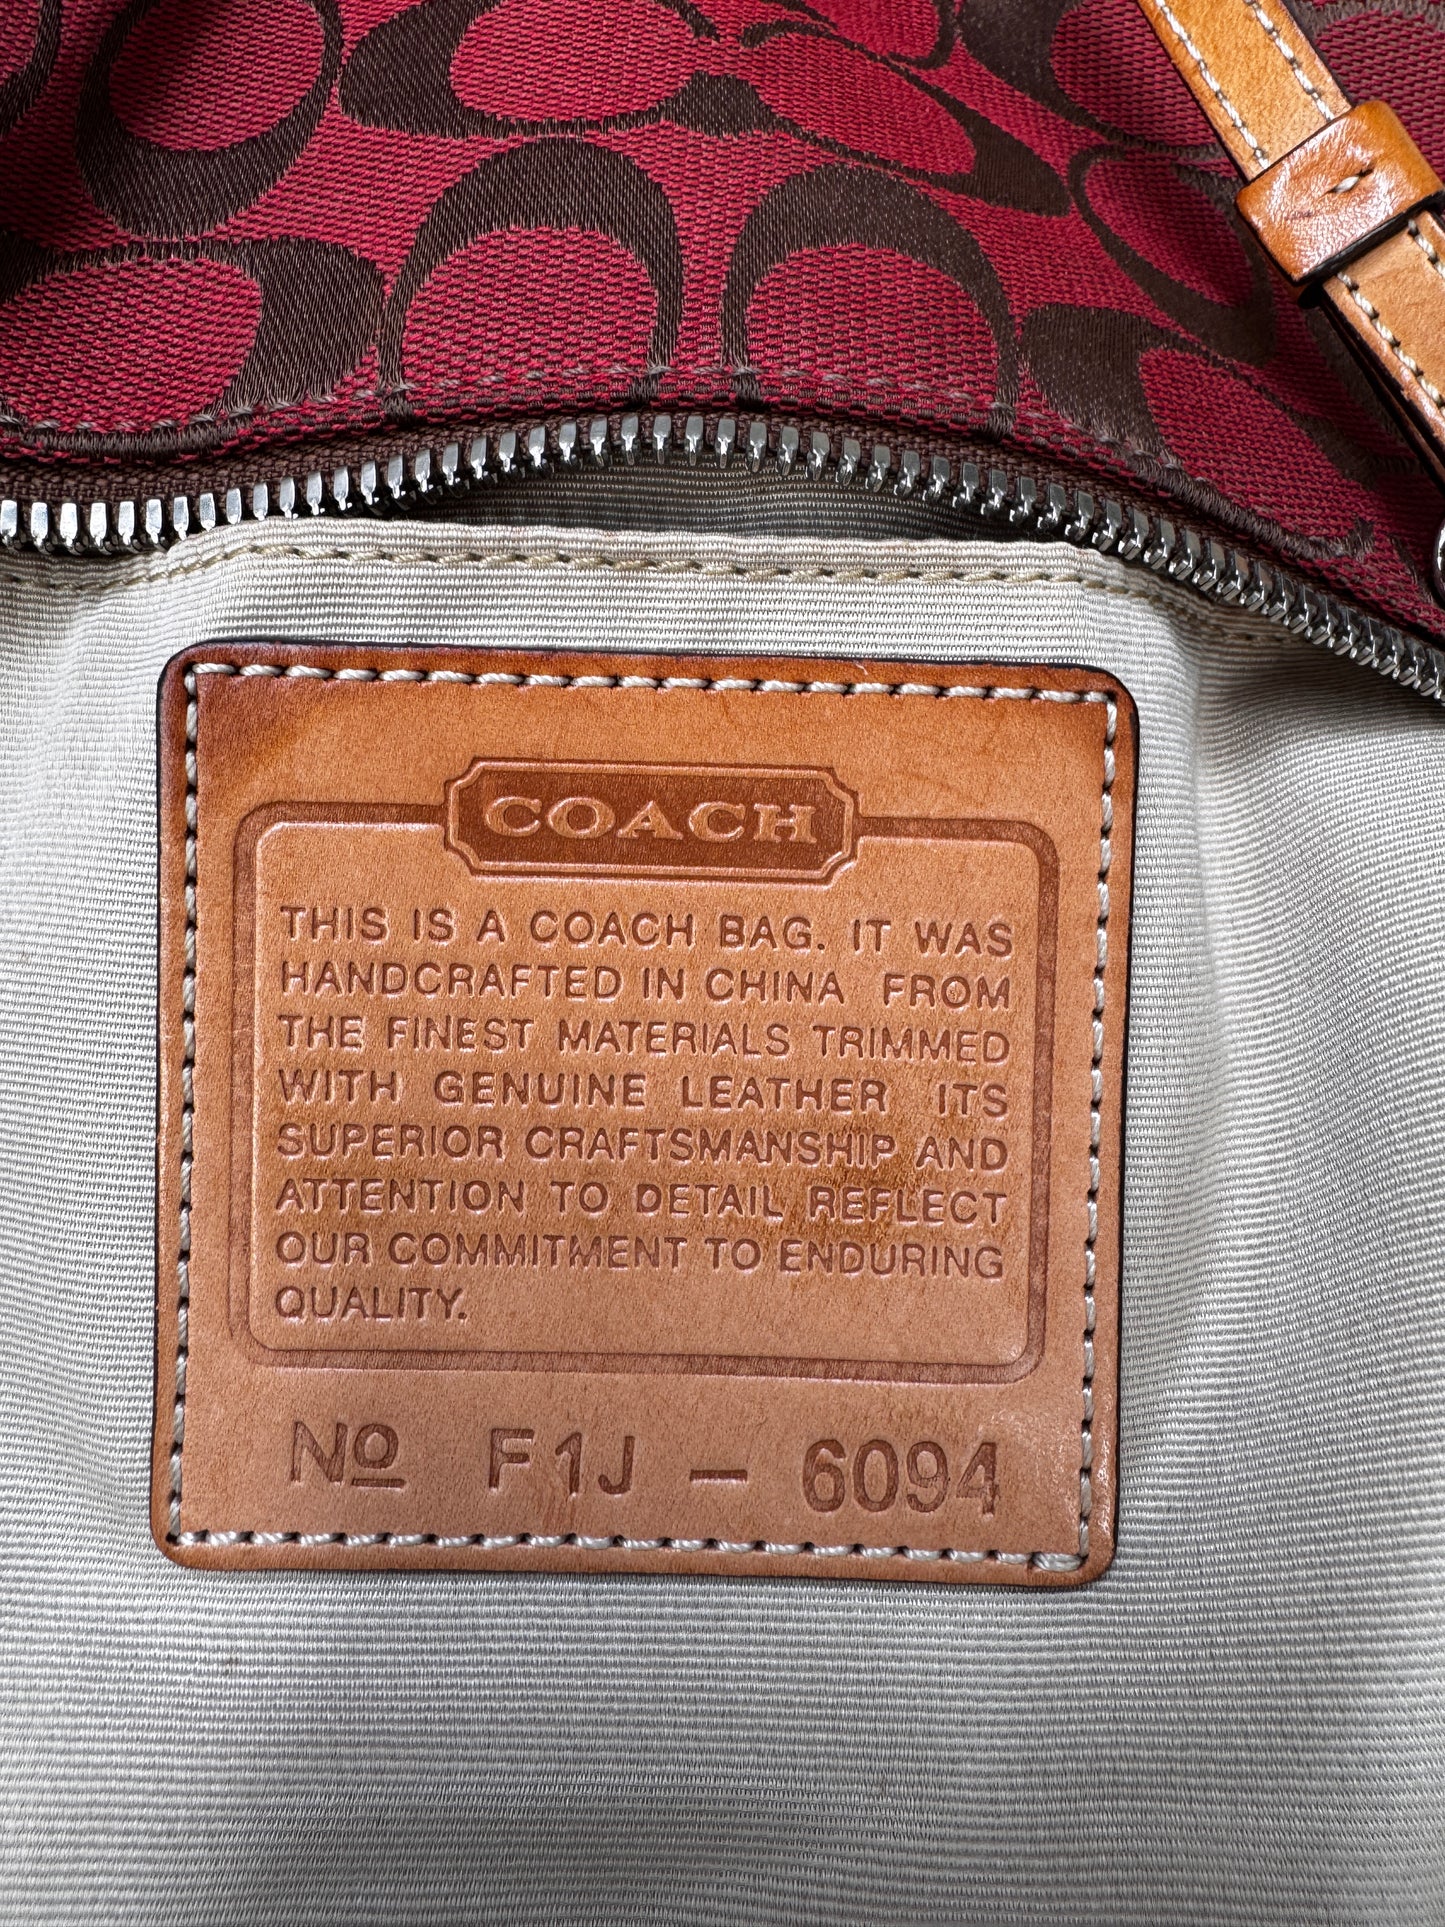 COACH
THIS IS A COACH BAG. IT WAS
HANDCRAFTED IN CHINA FROM
THE FINEST MATERIALS TRIMMED
WITH GENUINE LEATHER ITS
SUPERIOR CRAFTSMANSHIP AND
ATTENTION TO DETAIL REFLECT
OUR COMMITMENT TO ENDURING
QUALITY.
Nº F1J - 6094